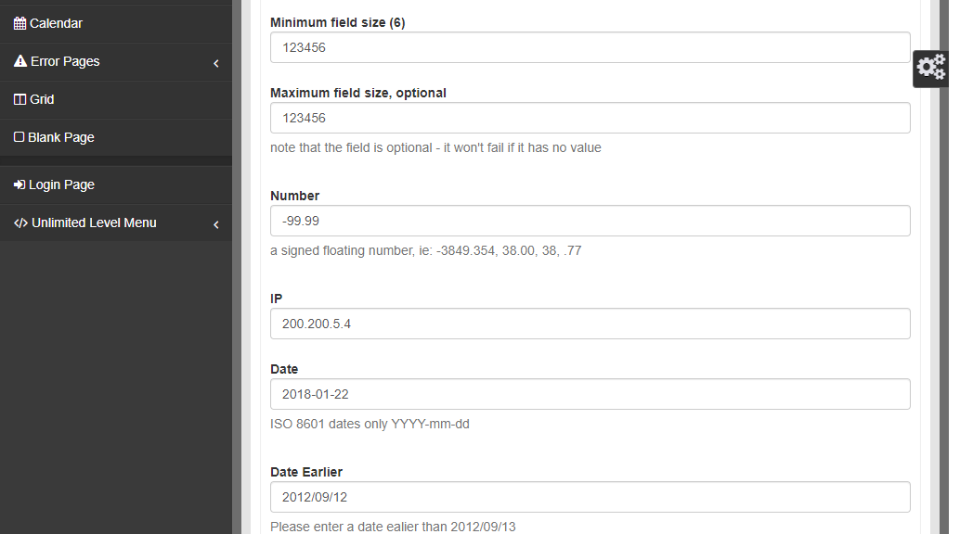 Calendar
Error Pages
Grid
Blank Page
Login Page
Unlimited Level Menu
Minimum field size (6)
123456
Maximum field size, optional
123456
note that the field is optional - it won't fail if it has no value
Number
-99.99
a signed floating number, ie: -3849.354, 38.00, 38, .77
IP
200.200.5.4
Date
2018-01-22
ISO 8601 dates only YYYY-mm-dd
Date Earlier
2012/09/12
Please enter a date ealier than 2012/09/13